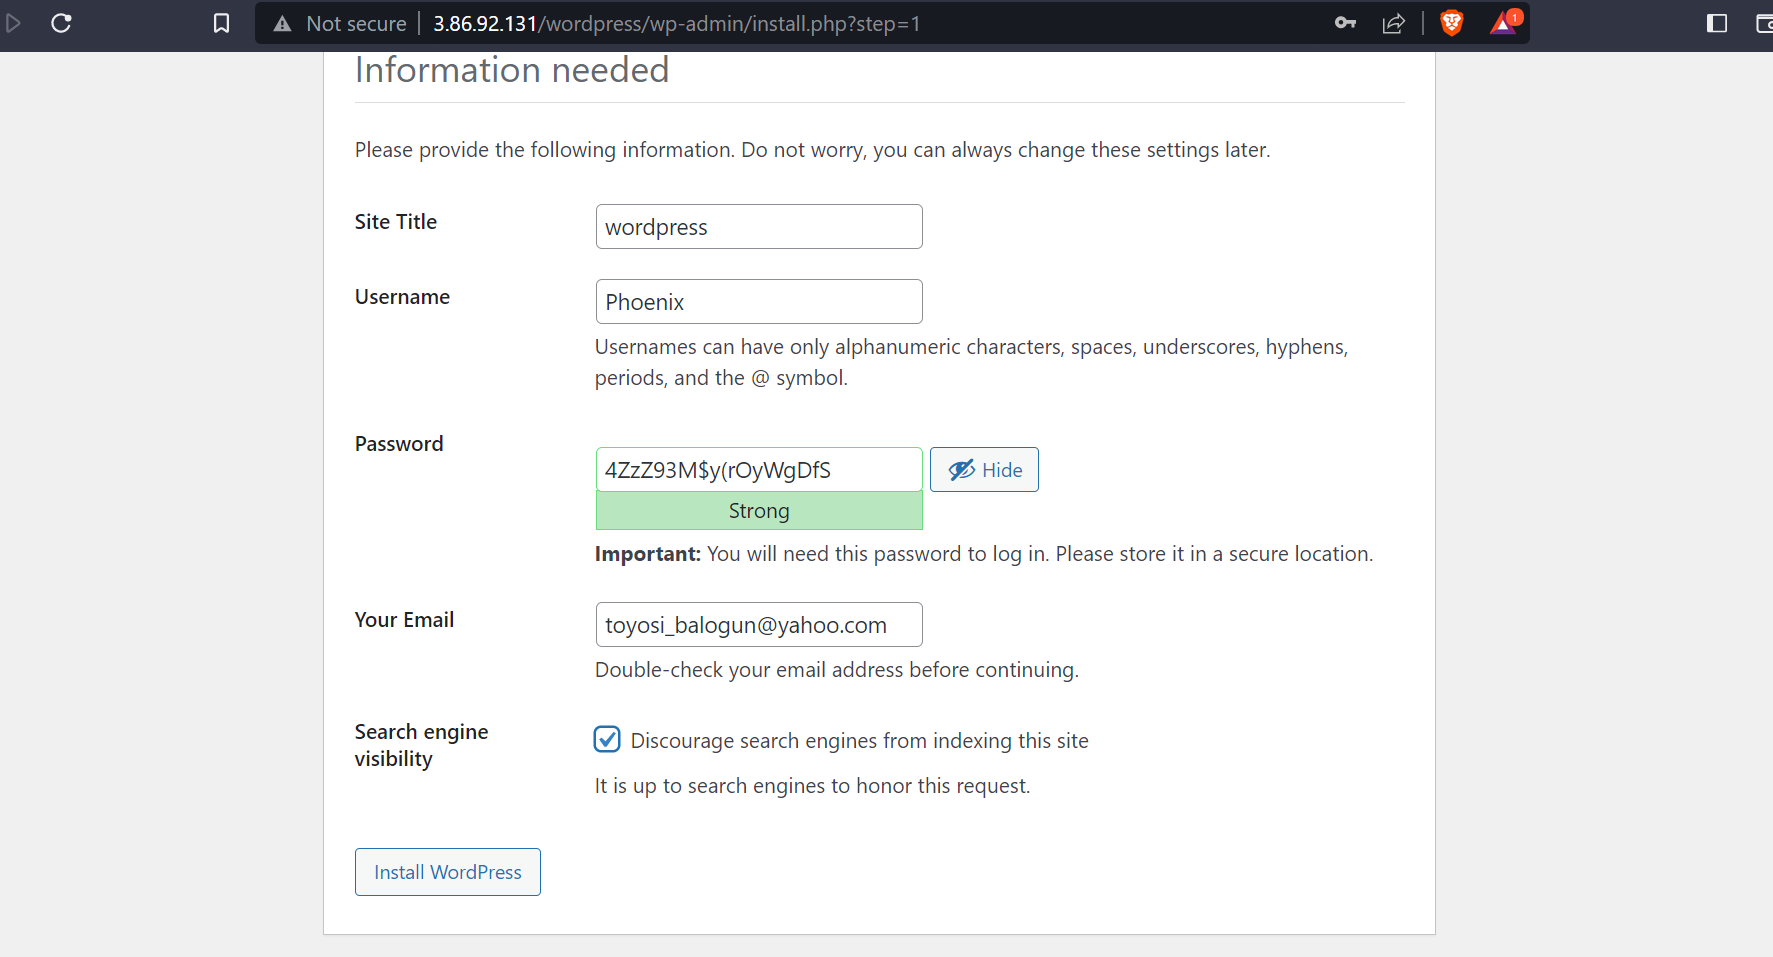 Not secure
3.86.92.131/wordpress/wp-admin/install.php?step=1
1
Information needed
Please provide the following information. Do not worry, you can always change these settings later.
Site Title
wordpress
Username
Phoenix
Usernames can have only alphanumeric characters, spaces, underscores, hyphens,
periods, and the @ symbol.
Password
4ZzZ93M$y(rOyWgDfS
Hide
Strong
Important: You will need this password to log in. Please store it in a secure location.
Your Email
toyosi_balogun@yahoo.com
Double-check your email address before continuing.
Search engine
visibility
Discourage search engines from indexing this site
It is up to search engines to honor this request.
Install WordPress